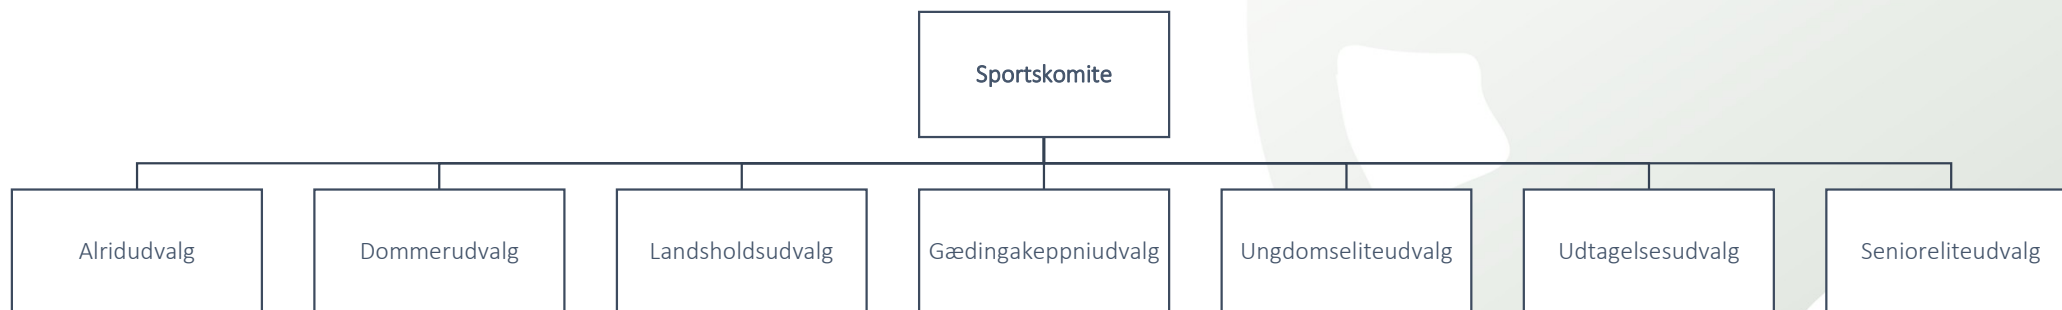 Sportskomite
Alridudvalg
Dommerudvalg
Landsholdsudvalg
Gædingakeppniudvalg
Ungdomseliteudvalg
Udtagelsesudvalg
Senioreliteudvalg